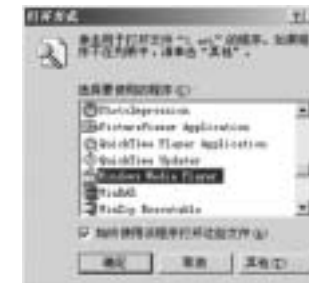 打开方式
单击用于打开文件“”的程序。如果程
序不在列表中，请单击“其他”。
选择要使用的程序(C):
PhotoImpression
PictureViewer Application
QuickTime Player Application
QuickTime Updater
Windows Media Player
WinRAR
WinZip Executable
始终使用该程序打开这些文件(A)
确定 取消 其他(O)